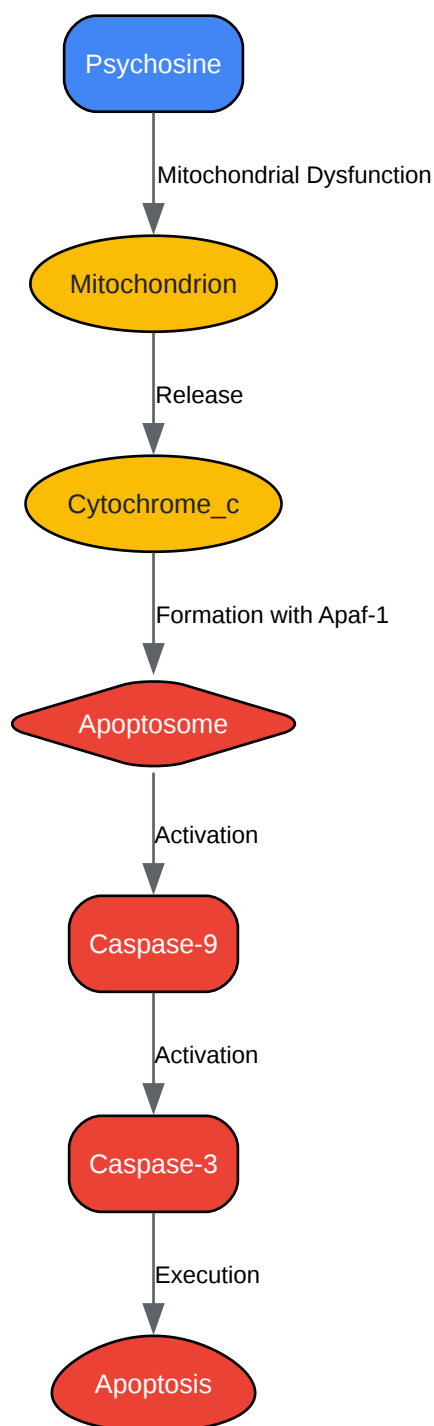 Psychosine
Mitochondrial Dysfunction
Mitochondrion
Release
Cytochrome_c
Formation with Apaf-1
Apoptosome
Activation
Caspase-9
Activation
Caspase-3
Execution
Apoptosis